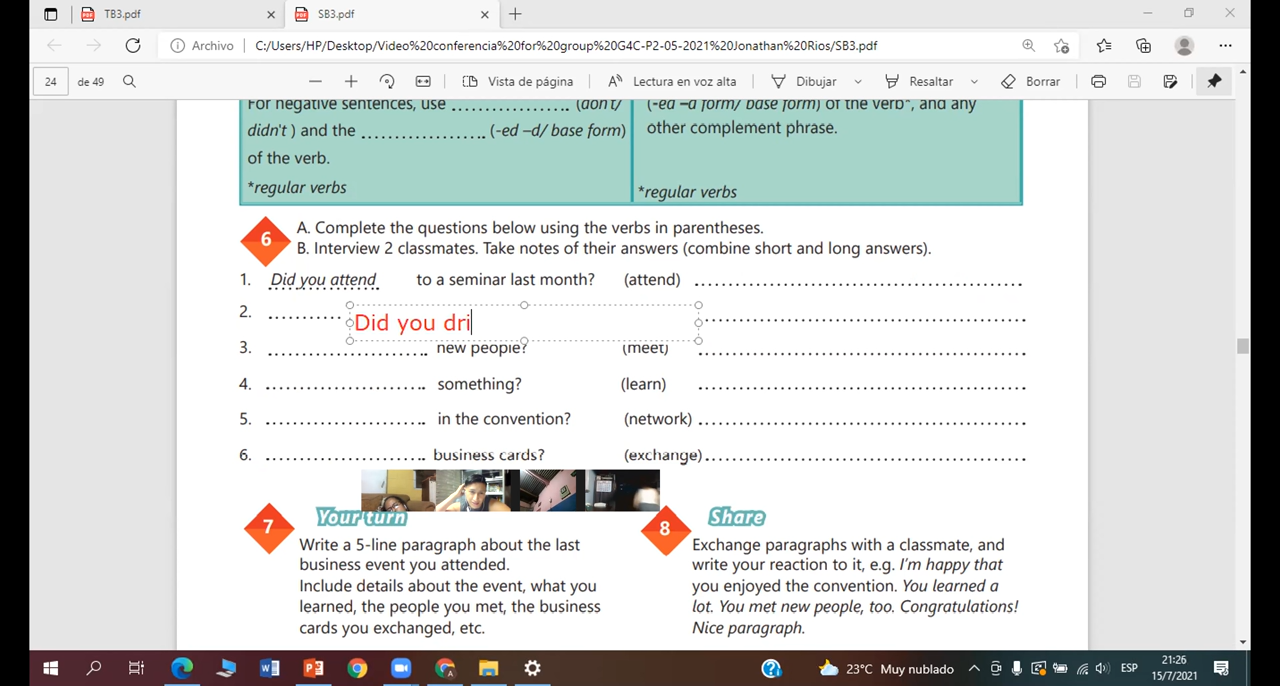 TB3.pdf
SB3.pdf
Archivo C:/Users/HP/Desktop/Video%20conferencia%20for%20group%20G4C-P2-05-2021%20Jonathan%20Rios/SB3.pdf
24 de 49 Vista de página Lectura en voz alta Dibujar Resaltar Borrar
For negative sentences, use .................... (don't/
didn't ) and the ..................... (-ed –d/ base form)
of the verb.
*regular verbs
(-ed –d form/ base form) of the verb*, and any
other complement phrase.
*regular verbs
6 A. Complete the questions below using the verbs in parentheses.
B. Interview 2 classmates. Take notes of their answers (combine short and long answers).
1. Did you attend to a seminar last month? (attend) ..........................................................
2. ............. Did you dri ..........................................................
3. ............................ new people? (meet) ..........................................................
4. ............................ something? (learn) ..........................................................
5. ............................ in the convention? (network) ..........................................................
6. ............................ business cards? (exchange) ..........................................................
7 Your turn
Write a 5-line paragraph about the last
business event you attended.
Include details about the event, what you
learned, the people you met, the business
cards you exchanged, etc.
8 Share
Exchange paragraphs with a classmate, and
write your reaction to it, e.g. I'm happy that
you enjoyed the convention. You learned a
lot. You met new people, too. Congratulations!
Nice paragraph.
23°C Muy nublado ESP 21:26
15/7/2021